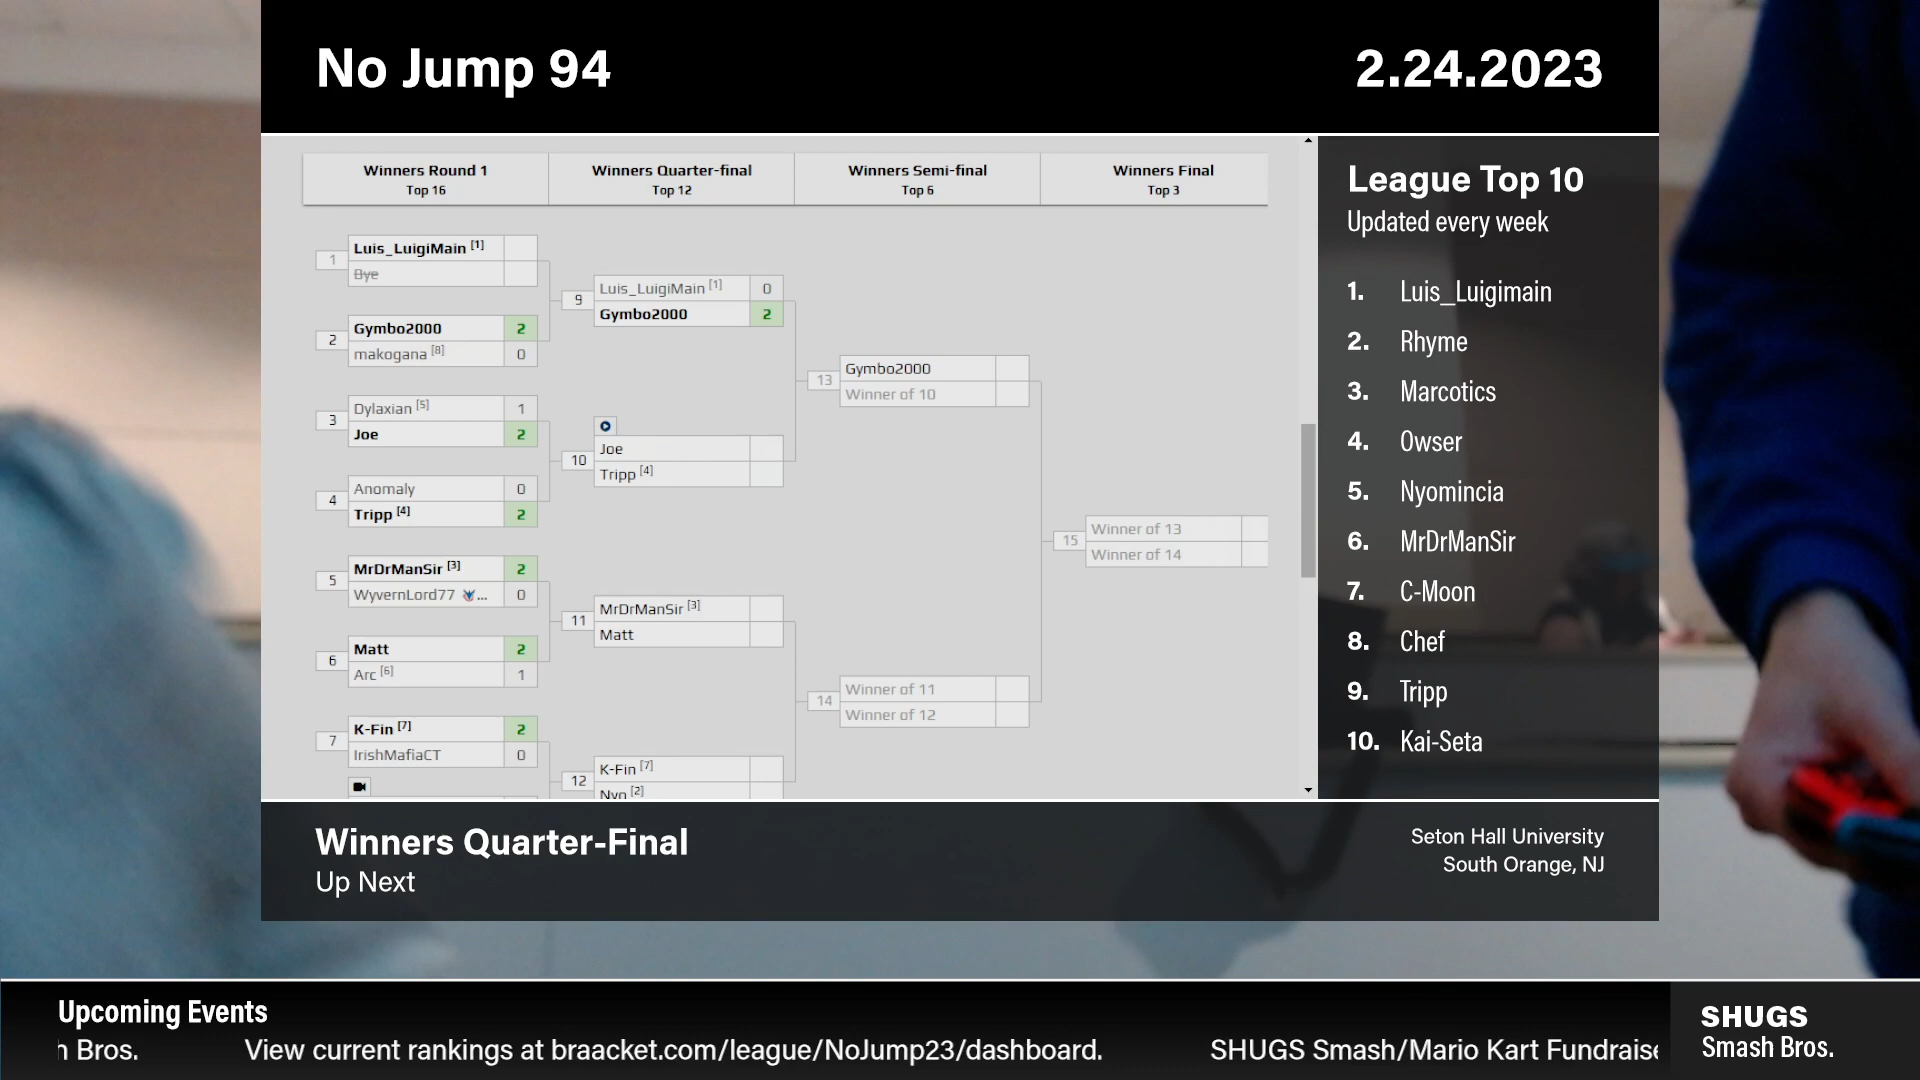 No Jump 94
2.24.2023
Winners Round 1
Top 16
Winners Quarter-final
Top 12
Winners Semi-final
Top 6
Winners Final
Top 3
1
Luis_LuigiMain [1]
Bye
2
Gymbo2000 2
makogana [8] 0
3
Dylaxian [5] 1
Joe 2
4
Anomaly 0
Tripp [4] 2
5
MrDrManSir [3] 2
WyvernLord77 ... 0
6
Matt 2
Arc [6] 1
7
K-Fin [7] 2
IrishMafiaCT 0
9
Luis_LuigiMain [1] 0
Gymbo2000 2
10
Joe
Tripp [4]
11
MrDrManSir [3]
Matt
12
K-Fin [7]
Nyo [2]
13
Gymbo2000
Winner of 10
14
Winner of 11
Winner of 12
15
Winner of 13
Winner of 14
League Top 10
Updated every week
1. Luis_Luigimain
2. Rhyme
3. Marcotics
4. Owser
5. Nyomincia
6. MrDrManSir
7. C-Moon
8. Chef
9. Tripp
10. Kai-Seta
Winners Quarter-Final
Up Next
Seton Hall University
South Orange, NJ
Upcoming Events
h Bros. View current rankings at braacket.com/league/NoJump23/dashboard. SHUGS Smash/Mario Kart Fundraise
SHUGS
Smash Bros.